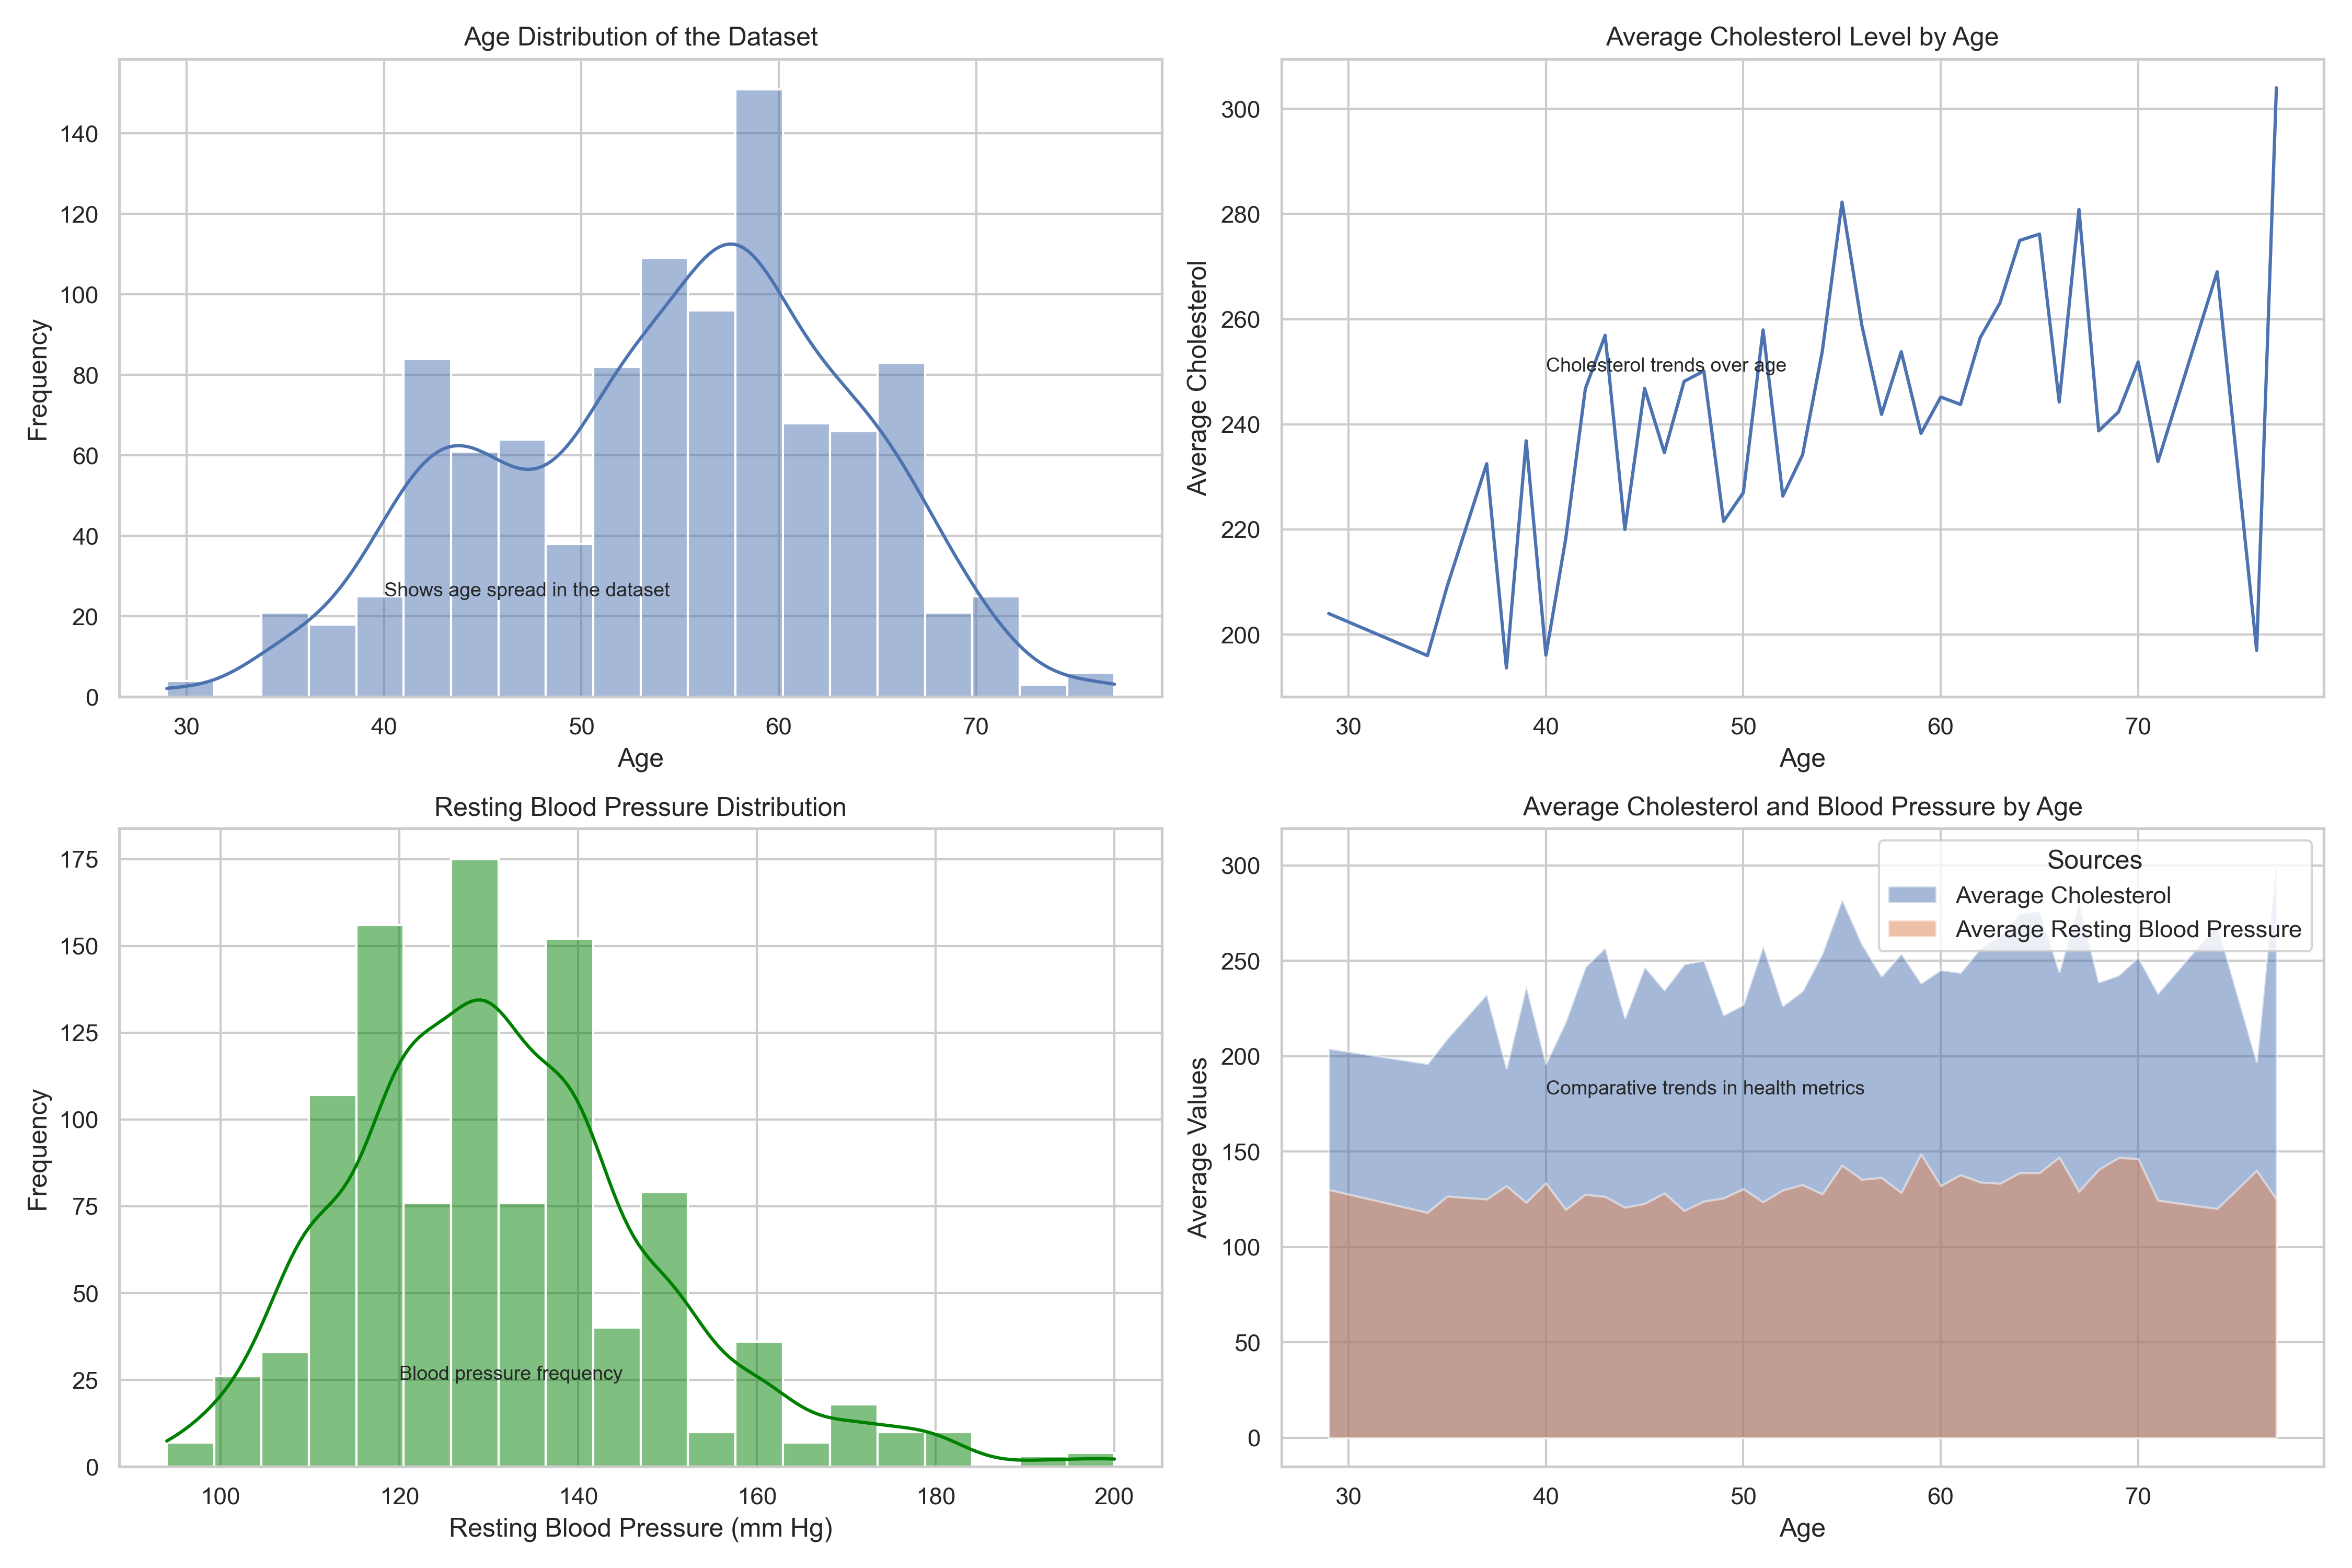 Age Distribution of the Dataset
Frequency
140
120
100
80
60
40
20
0
Shows age spread in the dataset
30 40 50 60 70
Age
Average Cholesterol Level by Age
Average Cholesterol
300
280
260
240
220
200
Cholesterol trends over age
30 40 50 60 70
Age
Resting Blood Pressure Distribution
Frequency
175
150
125
100
75
50
25
0
Blood pressure frequency
100 120 140 160 180 200
Resting Blood Pressure (mm Hg)
Average Cholesterol and Blood Pressure by Age
Average Values
300
250
200
150
100
50
0
Sources
Average Cholesterol
Average Resting Blood Pressure
Comparative trends in health metrics
30 40 50 60 70
Age